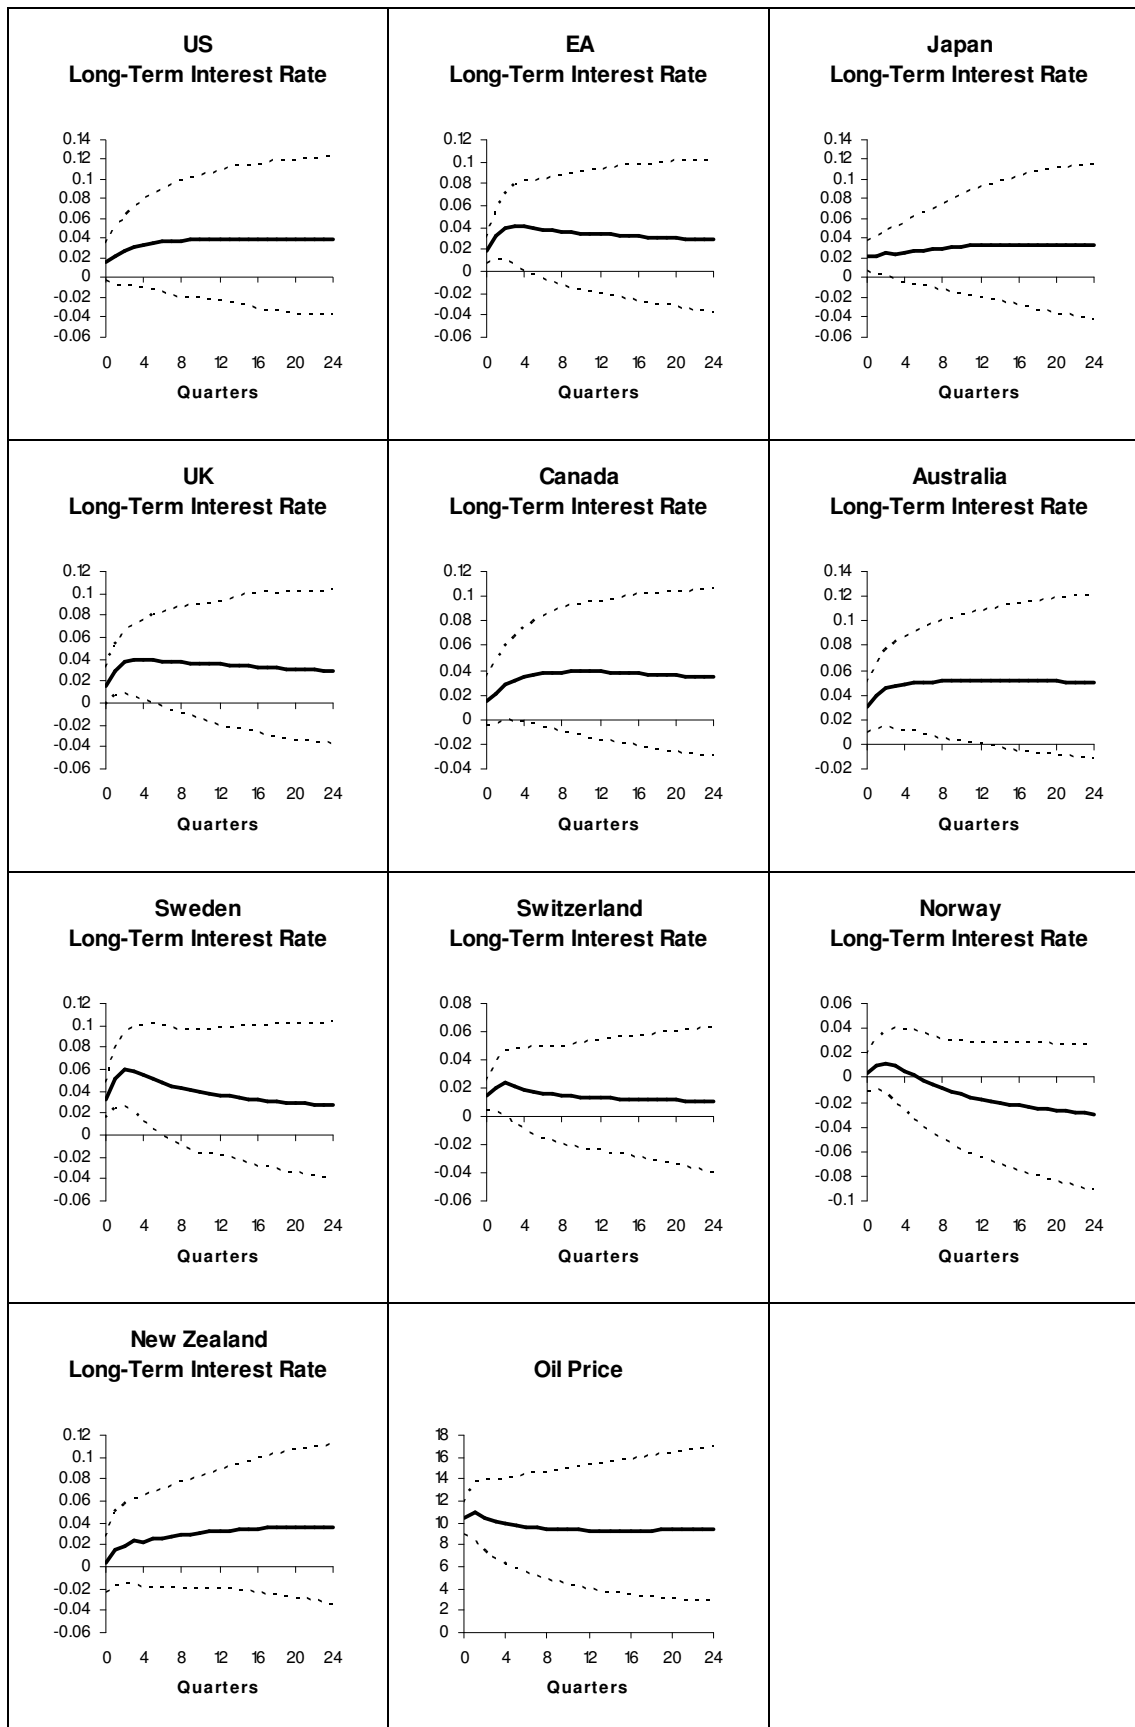 US
Long-Term Interest Rate
0.14
0.12
0.1
0.08
0.06
0.04
0.02
0
-0.02
-0.04
-0.06
0 4 8 12 16 20 24
Quarters
EA
Long-Term Interest Rate
0.12
0.1
0.08
0.06
0.04
0.02
0
-0.02
-0.04
-0.06
0 4 8 12 16 20 24
Quarters
Japan
Long-Term Interest Rate
0.14
0.12
0.1
0.08
0.06
0.04
0.02
0
-0.02
-0.04
-0.06
0 4 8 12 16 20 24
Quarters
UK
Long-Term Interest Rate
0.12
0.1
0.08
0.06
0.04
0.02
0
-0.02
-0.04
-0.06
0 4 8 12 16 20 24
Quarters
Canada
Long-Term Interest Rate
0.12
0.1
0.08
0.06
0.04
0.02
0
-0.02
-0.04
0 4 8 12 16 20 24
Quarters
Australia
Long-Term Interest Rate
0.14
0.12
0.1
0.08
0.06
0.04
0.02
0
-0.02
0 4 8 12 16 20 24
Quarters
Sweden
Long-Term Interest Rate
0.12
0.1
0.08
0.06
0.04
0.02
0
-0.02
-0.04
-0.06
0 4 8 12 16 20 24
Quarters
Switzerland
Long-Term Interest Rate
0.08
0.06
0.04
0.02
0
-0.02
-0.04
-0.06
0 4 8 12 16 20 24
Quarters
Norway
Long-Term Interest Rate
0.06
0.04
0.02
0
-0.02
-0.04
-0.06
-0.08
-0.1
0 4 8 12 16 20 24
Quarters
New Zealand
Long-Term Interest Rate
0.12
0.1
0.08
0.06
0.04
0.02
0
-0.02
-0.04
-0.06
0 4 8 12 16 20 24
Quarters
Oil Price
18
16
14
12
10
8
6
4
2
0
0 4 8 12 16 20 24
Quarters